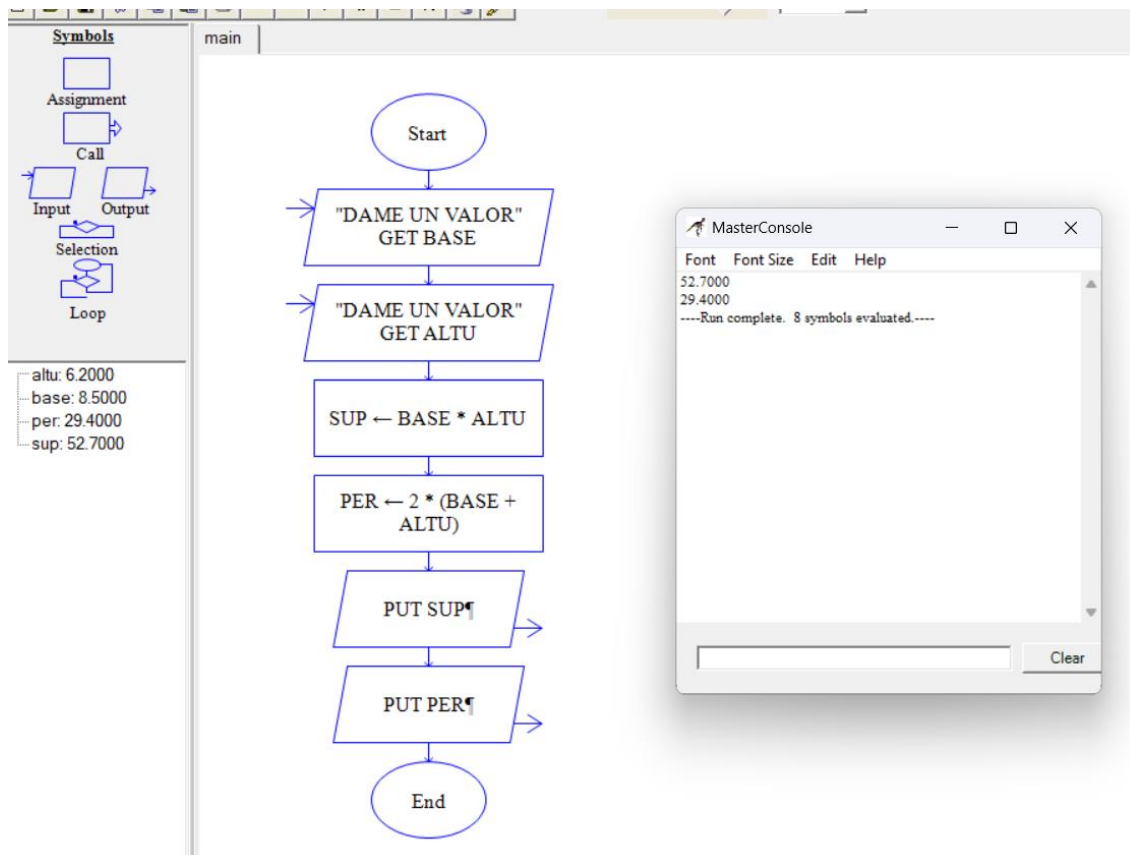 Symbols
Assignment
Call
Input Output
Selection
Loop
altu: 6.2000
base: 8.5000
per: 29.4000
sup: 52.7000
main
Start
"DAME UN VALOR"
GET BASE
"DAME UN VALOR"
GET ALTU
SUP ← BASE * ALTU
PER ← 2 * (BASE +
ALTU)
PUT SUP¶
PUT PER¶
End
MasterConsole
Font Font Size Edit Help
52.7000
29.4000
----Run complete. 8 symbols evaluated.----
Clear